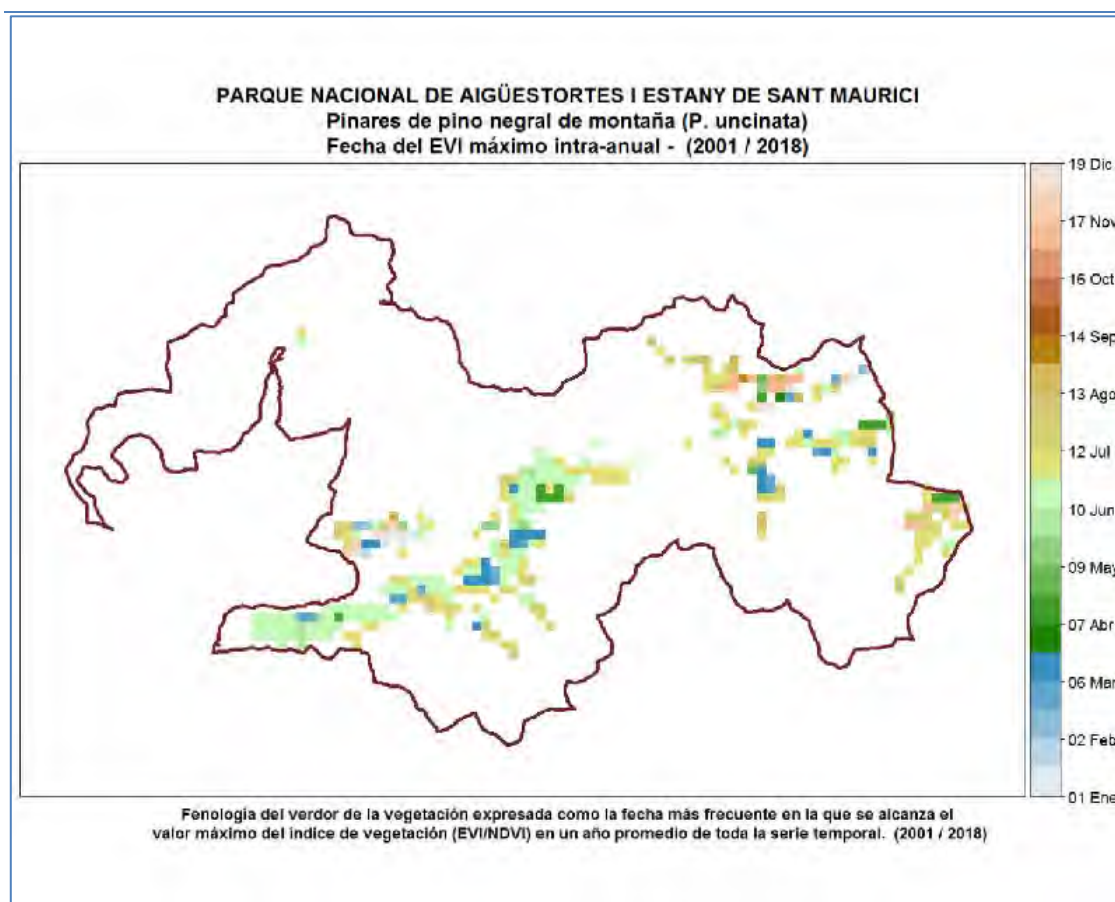 PARQUE NACIONAL DE AIGÜESTORTES I ESTANY DE SANT MAURICI
Pinares de pino negral de montaña (P. uncinata)
Fecha del EVI máximo intra-anual - (2001 / 2018)
19 Dic
17 Nov
16 Oct
14 Sep
13 Ago
12 Jul
10 Jun
09 May
07 Abr
06 Mar
02 Feb
01 Ene
Fenología del verdor de la vegetación expresada como la fecha más frecuente en la que se alcanza el
valor máximo del índice de vegetación (EVI/NDVI) en un año promedio de toda la serie temporal. (2001 / 2018)